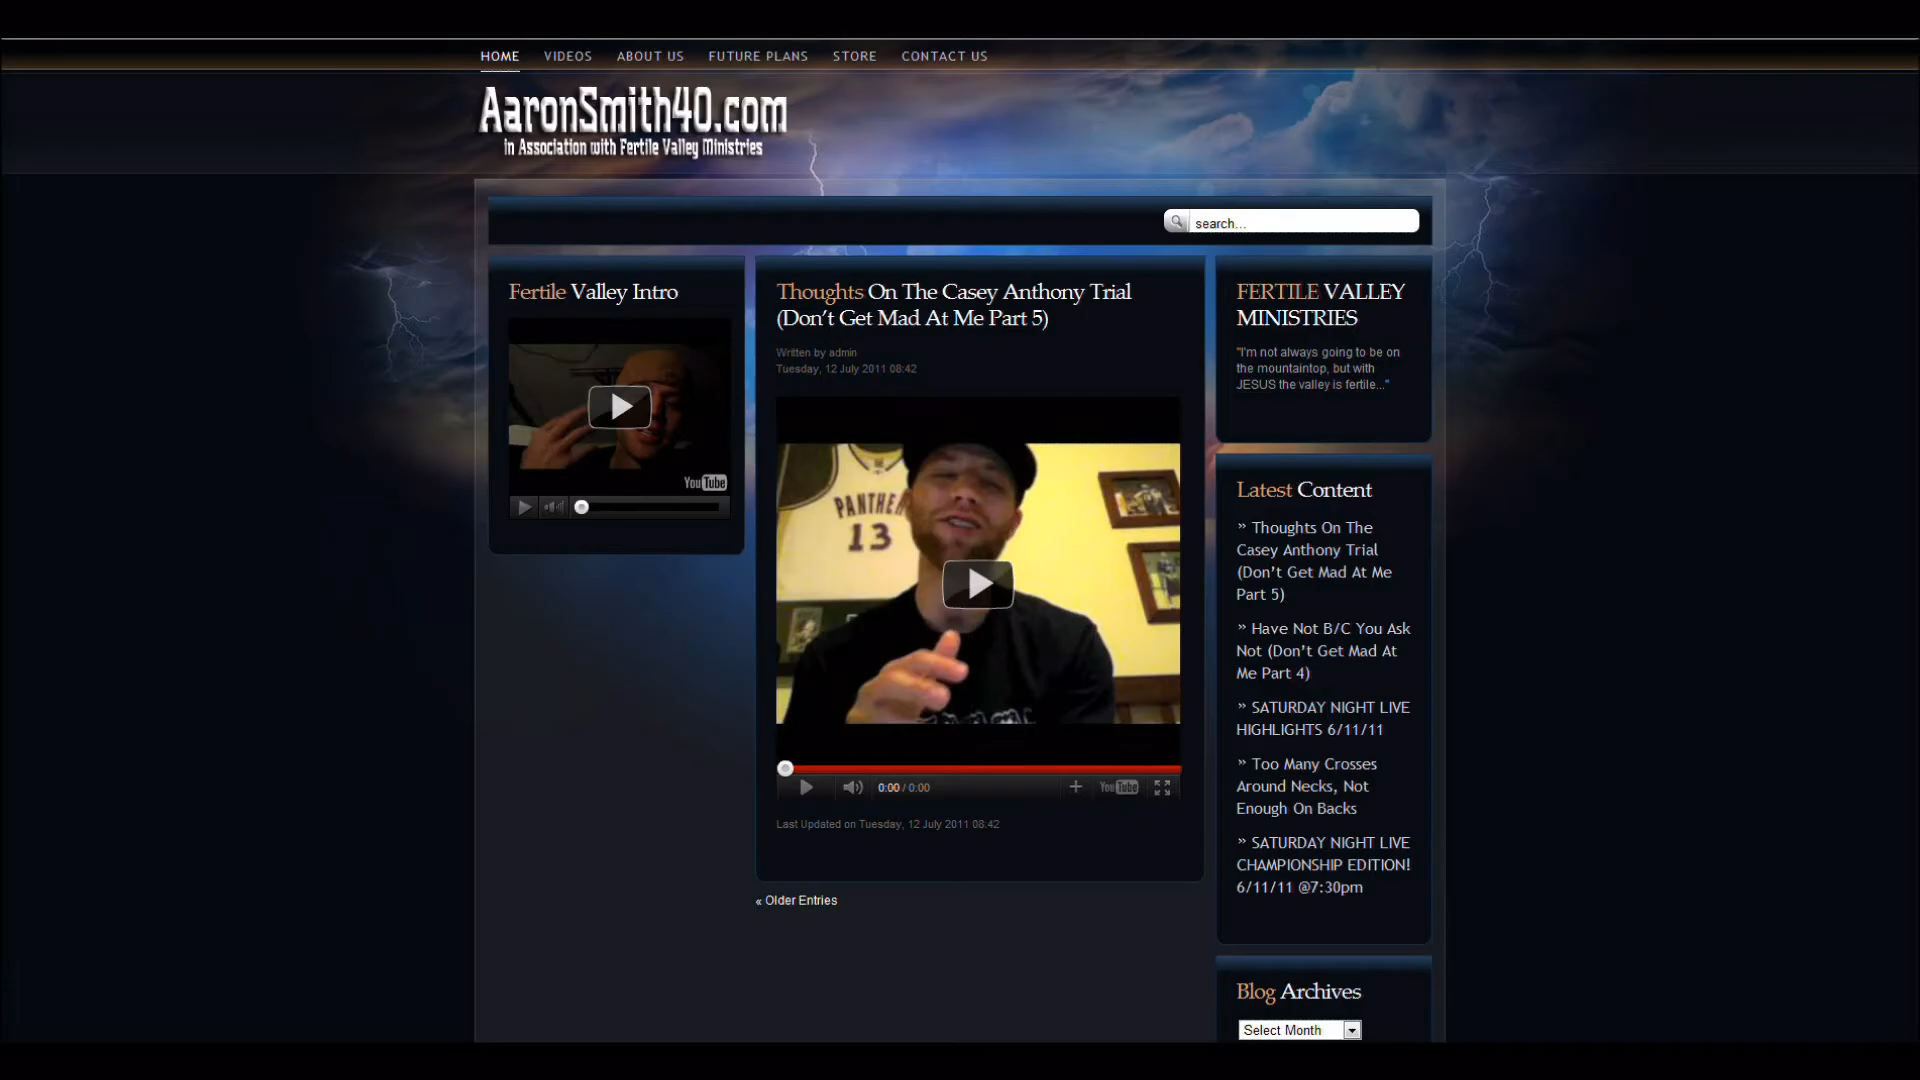 HOME VIDEOS ABOUT US FUTURE PLANS STORE CONTACT US
AaronSmith40.com
in Association with Fertile Valley Ministries
search...
Fertile Valley Intro
YouTube
Thoughts On The Casey Anthony Trial
(Don't Get Mad At Me Part 5)
Written by admin
Tuesday, 12 July 2011 08:42
PANTHER
13
0:00 / 0:00
YouTube
Last Updated on Tuesday, 12 July 2011 08:42
« Older Entries
FERTILE VALLEY
MINISTRIES
"I'm not always going to be on
the mountaintop, but with
JESUS the valley is fertile..."
Latest Content
» Thoughts On The
Casey Anthony Trial
(Don't Get Mad At Me
Part 5)
» Have Not B/C You Ask
Not (Don't Get Mad At
Me Part 4)
» SATURDAY NIGHT LIVE
HIGHLIGHTS 6/11/11
» Too Many Crosses
Around Necks, Not
Enough On Backs
» SATURDAY NIGHT LIVE
CHAMPIONSHIP EDITION!
6/11/11 @7:30pm
Blog Archives
Select Month